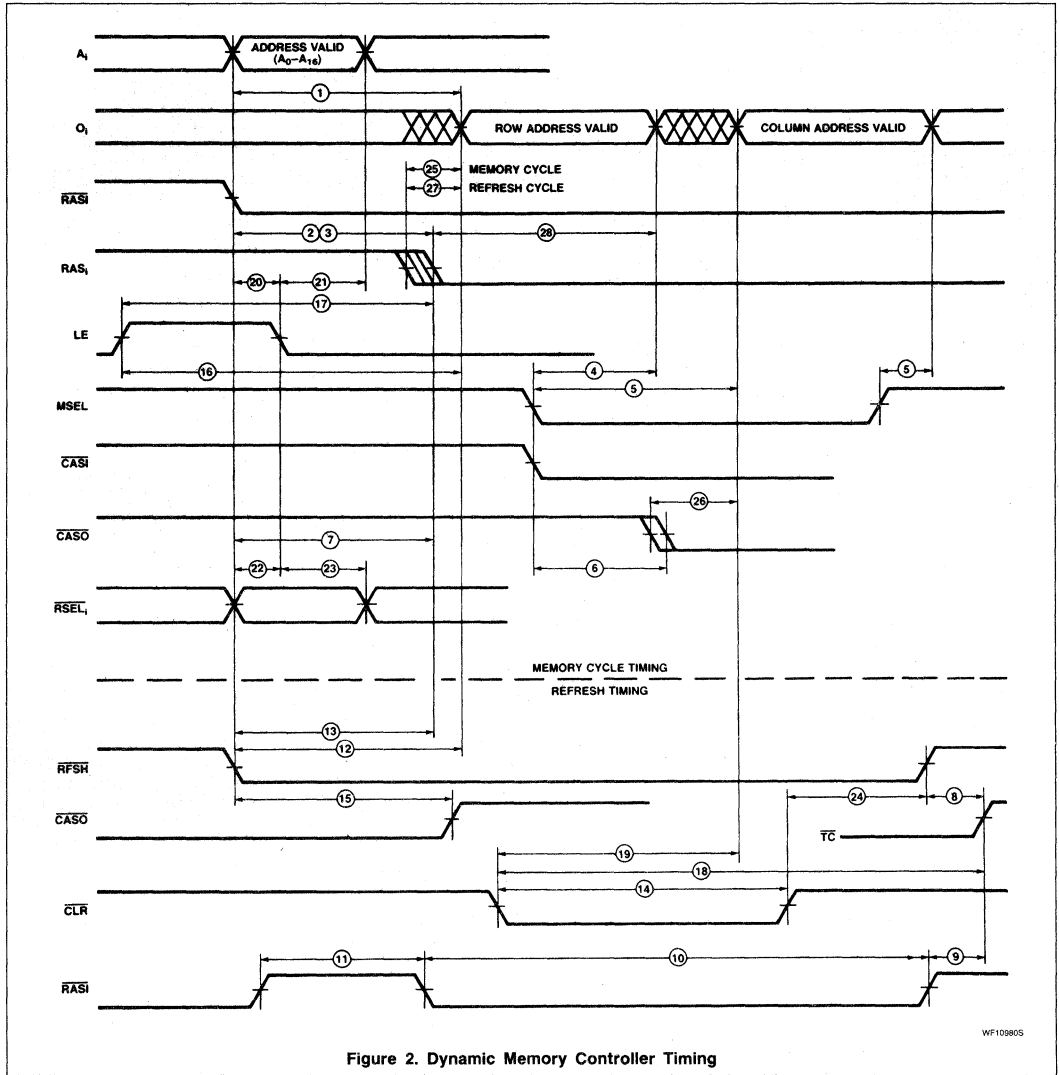 Ai
ADDRESS VALID
(A0–A16)
1
Oi
ROW ADDRESS VALID
COLUMN ADDRESS VALID
25 MEMORY CYCLE
27 REFRESH CYCLE
RASI
2 3
28
RASi
20
21
17
LE
16
4
5
5
MSEL
CASI
26
CASO
7
6
22
23
RSELi
MEMORY CYCLE TIMING
REFRESH TIMING
13
12
RFSH
15
24
8
CASO
TC
19
18
14
CLR
11
10
9
RASI
WF10980S
Figure 2. Dynamic Memory Controller Timing